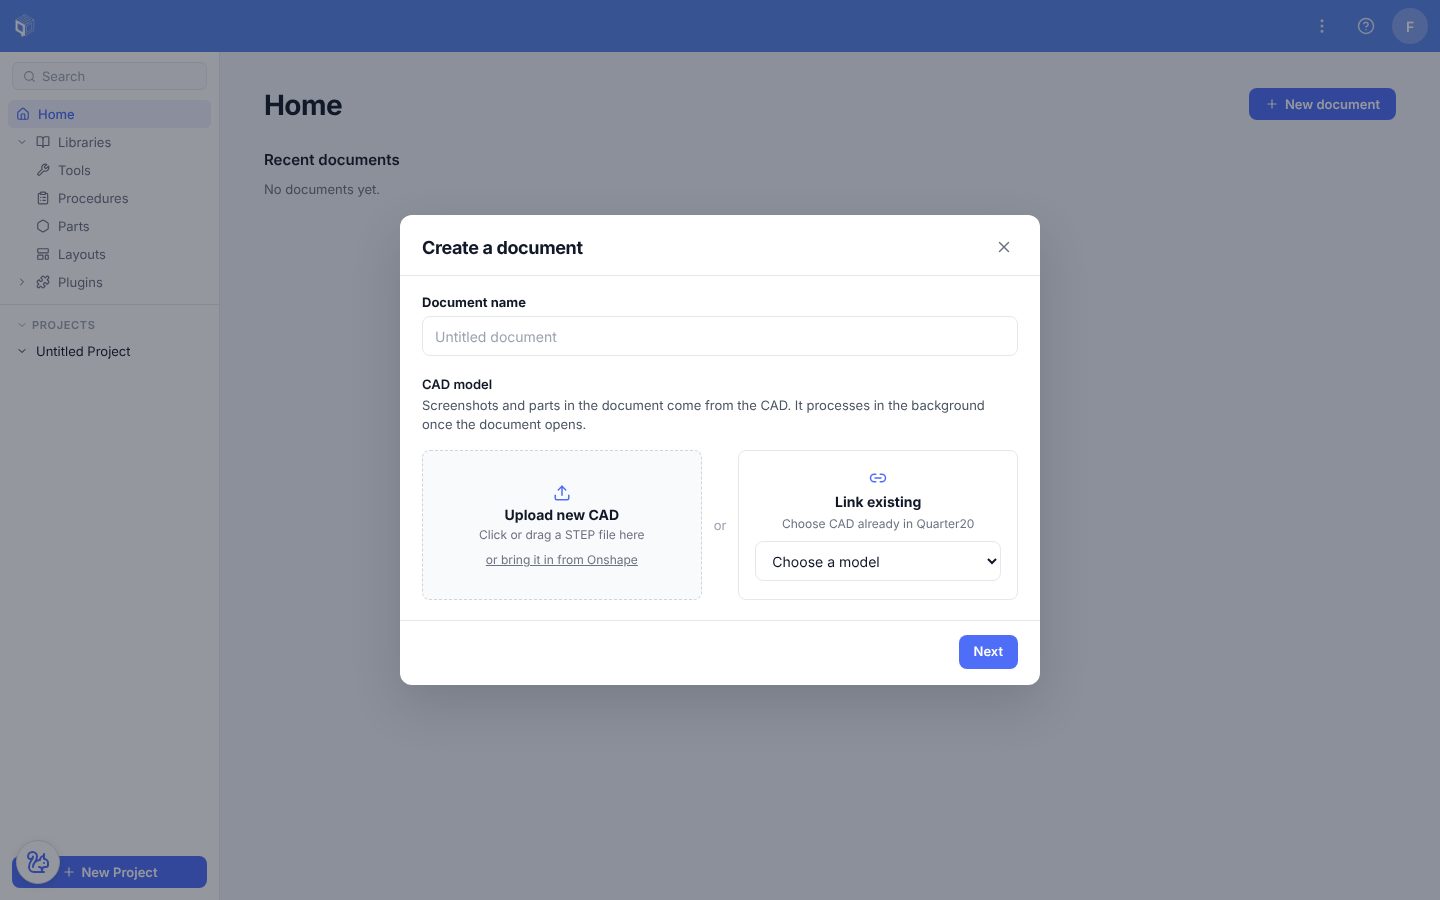 F
Search
Home
Libraries
Tools
Procedures
Parts
Layouts
Plugins
PROJECTS
Untitled Project
New Project
Home
New document
Recent documents
No documents yet.
Create a document
Document name
Untitled document
CAD model
Screenshots and parts in the document come from the CAD. It processes in the background
once the document opens.
Upload new CAD
Click or drag a STEP file here
or bring it in from Onshape
or
Link existing
Choose CAD already in Quarter20
Choose a model
Next